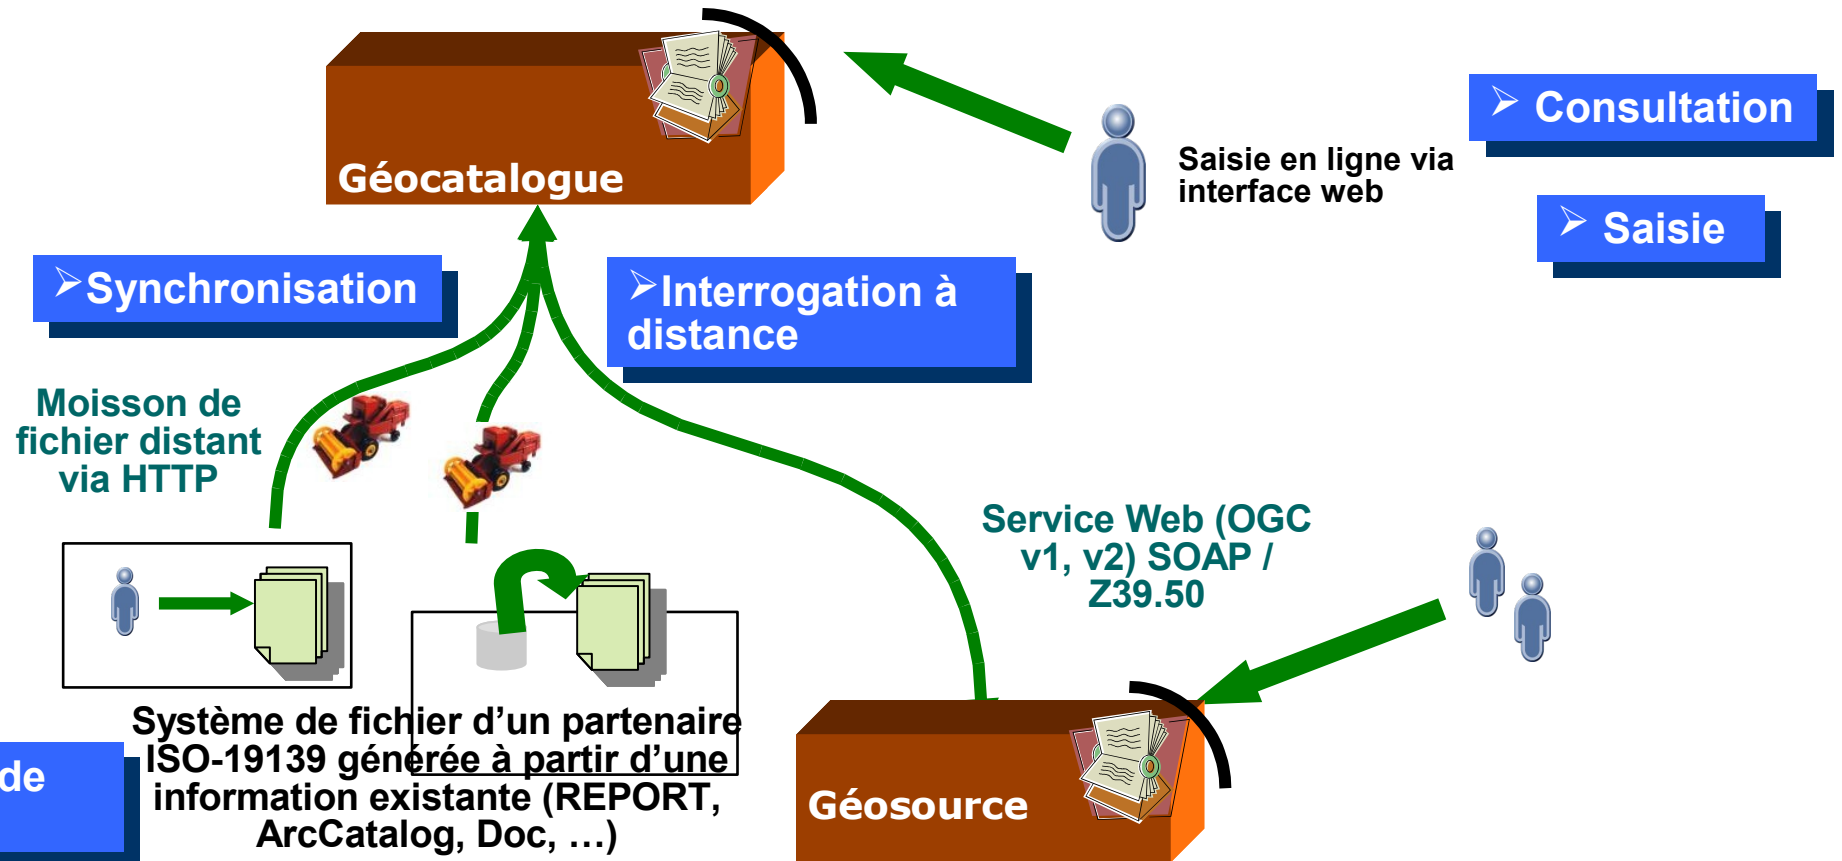 Géocatalogue
Saisie en ligne via
interface web
➢ Consultation
➢ Saisie
➢Synchronisation
➢Interrogation à
distance
Moisson de
fichier distant
via HTTP
Service Web (OGC
v1, v2) SOAP /
Z39.50
de
Système de fichier d’un partenaire
ISO-19139 générée à partir d’une
information existante (REPORT,
ArcCatalog, Doc, …)
Géosource